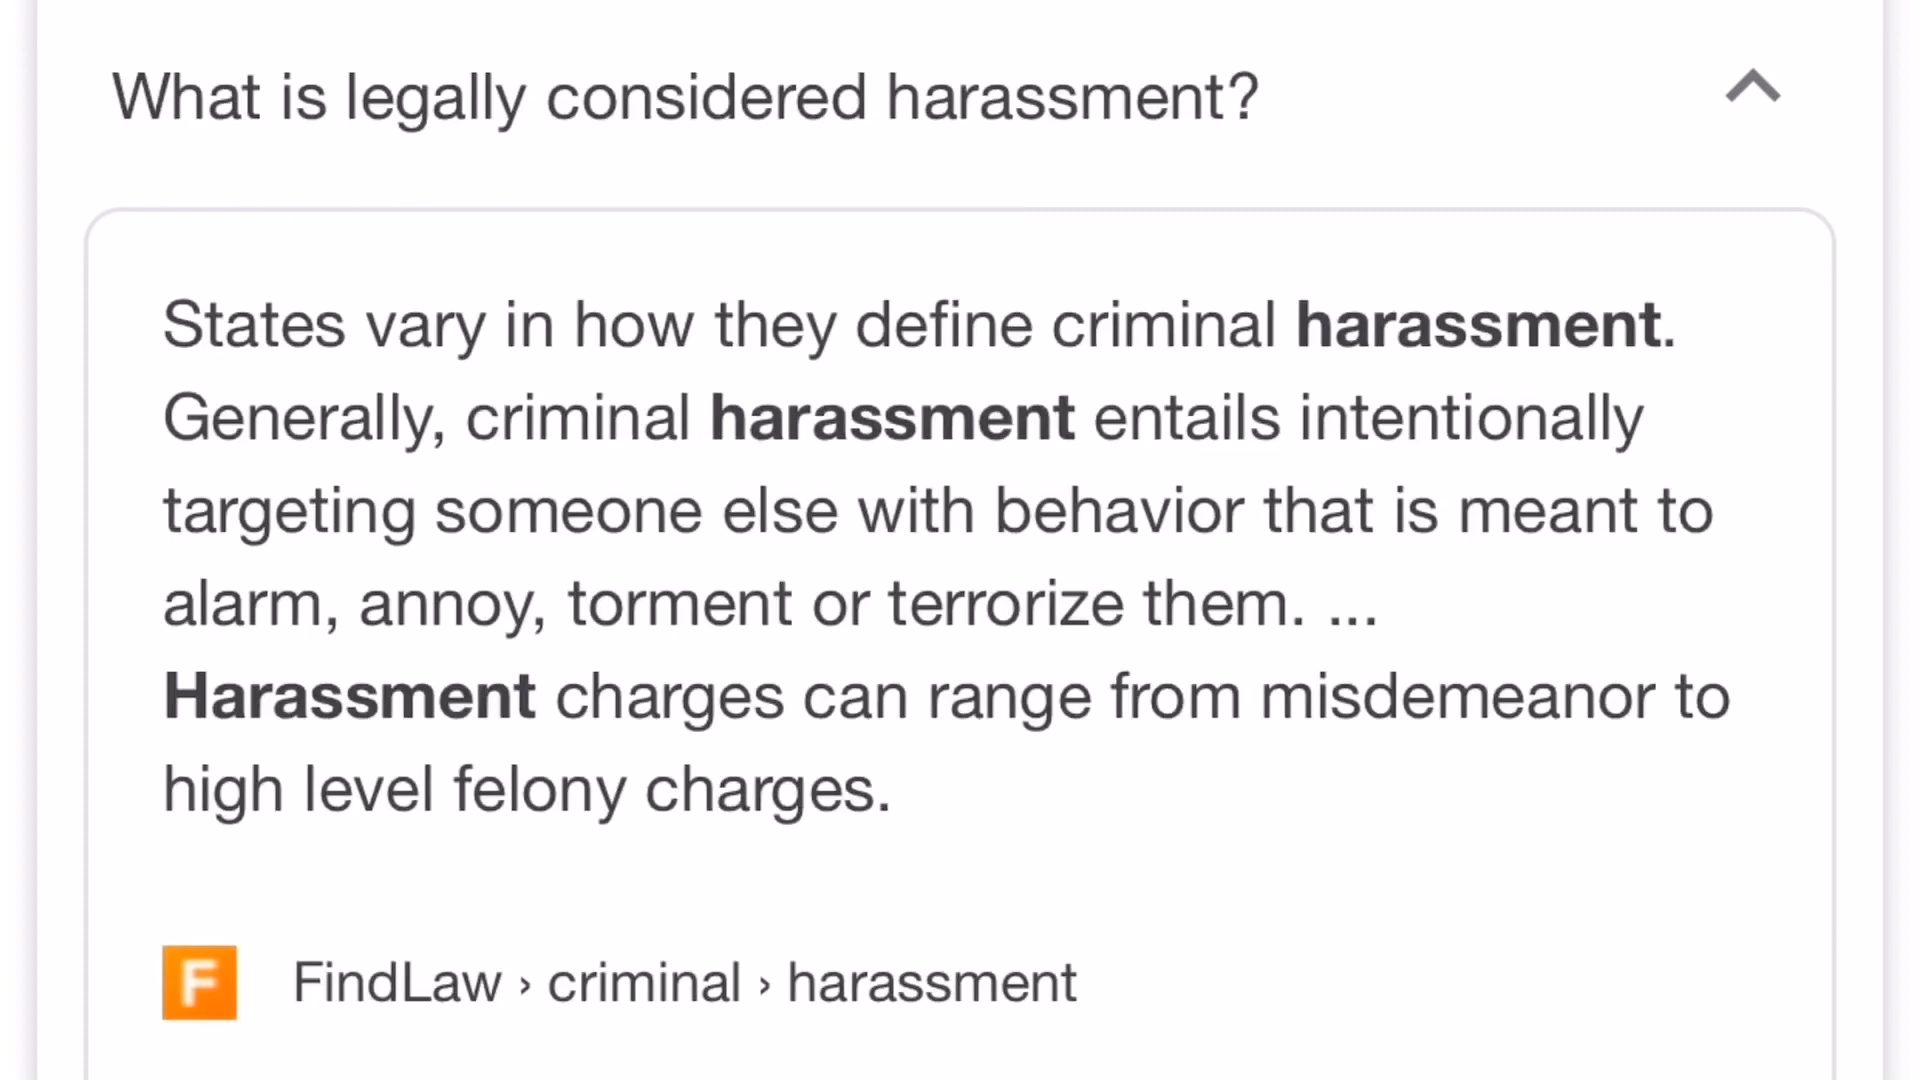 What is legally considered harassment?
States vary in how they define criminal harassment.
Generally, criminal harassment entails intentionally
targeting someone else with behavior that is meant to
alarm, annoy, torment or terrorize them. ...
Harassment charges can range from misdemeanor to
high level felony charges.
F
FindLaw › criminal › harassment